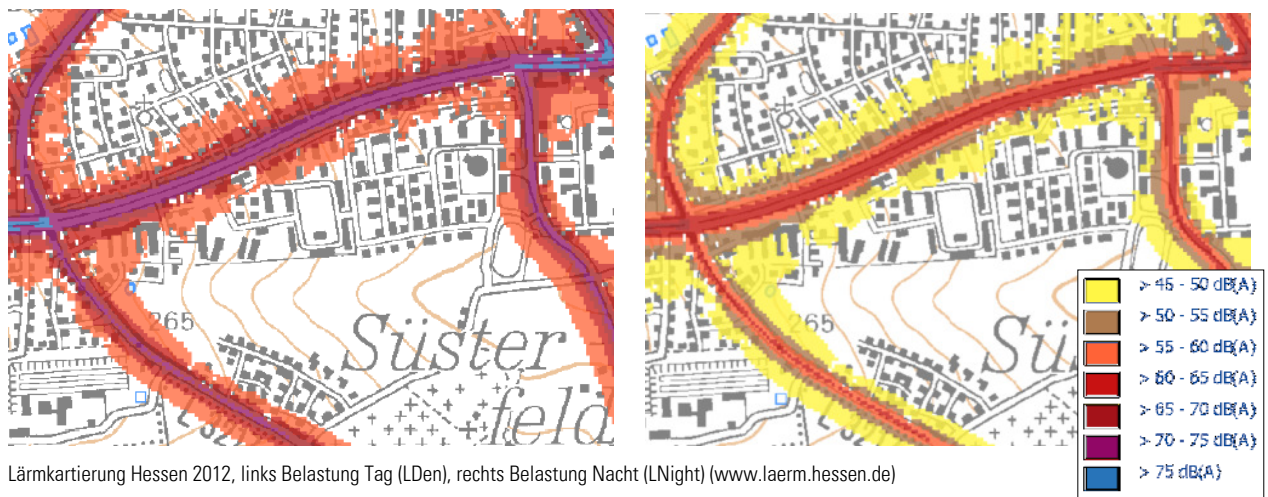 265
Süster
feld
265
Sü
> 45 - 50 dB(A)
> 50 - 55 dB(A)
> 55 - 60 dB(A)
> 60 - 65 dB(A)
> 65 - 70 dB(A)
> 70 - 75 dB(A)
> 75 dB(A)
Lärmkartierung Hessen 2012, links Belastung Tag (LDen), rechts Belastung Nacht (LNight) (www.laerm.hessen.de)